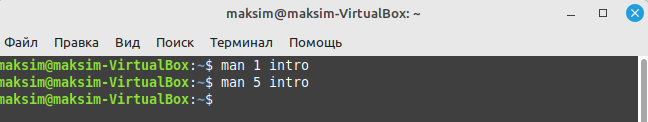 maksim@maksim-VirtualBox: ~
Файл Правка Вид Поиск Терминал Помощь
maksim@maksim-VirtualBox:~$ man 1 intro
maksim@maksim-VirtualBox:~$ man 5 intro
maksim@maksim-VirtualBox:~$